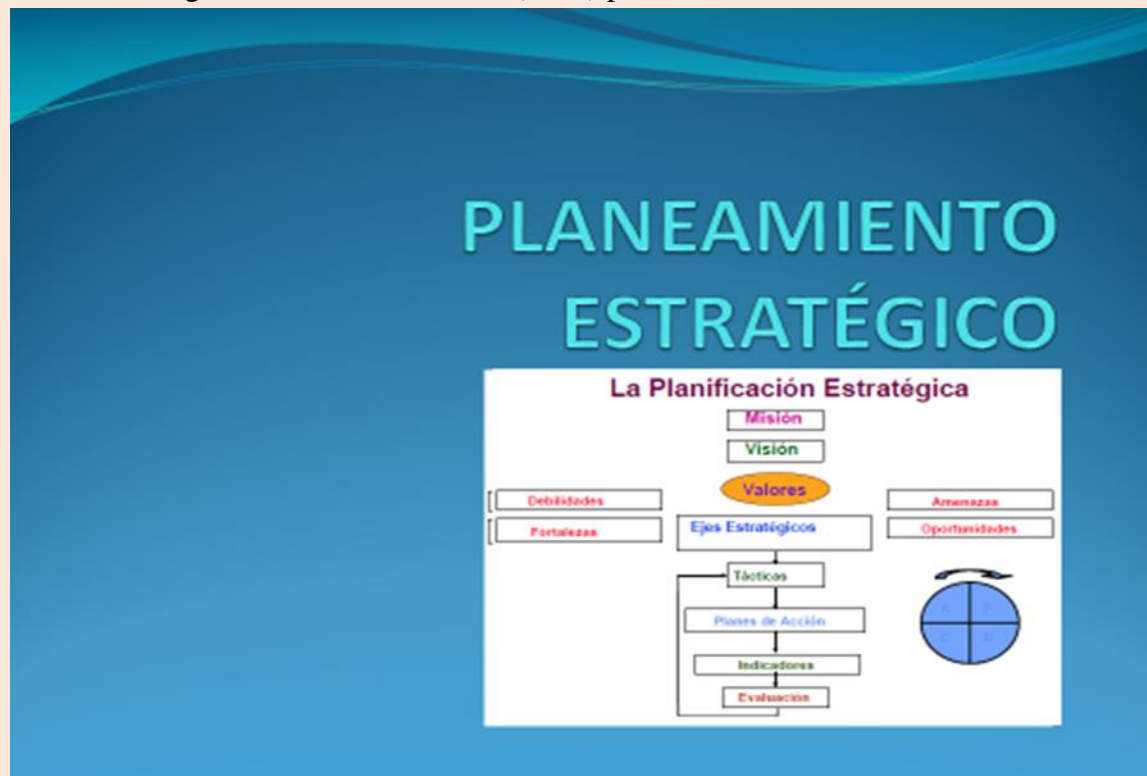 PLANEAMIENTO
ESTRATÉGICO
La Planificación Estratégica
Misión
Visión
Valores
Debilidades
Amenazas
Fortalezas
Ejes Estratégicos
Oportunidades
Tácticas
A P
Planes de Acción
C D
Indicadores
Evaluación